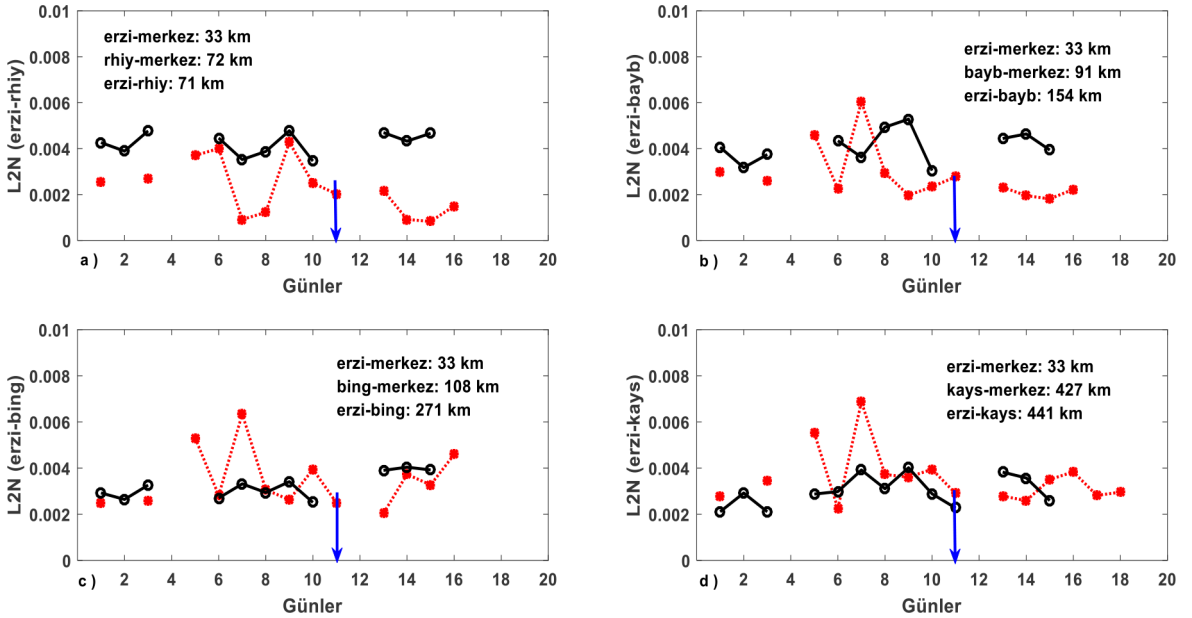 0.01
0.008
0.006
0.004
0.002
0
L2N (erzi-rhiy)
erzi-merkez: 33 km
rhiy-merkez: 72 km
erzi-rhiy: 71 km
a )
2 4 6 8 10 12 14 16 18 20
Günler
0.01
0.008
0.006
0.004
0.002
0
L2N (erzi-bayb)
erzi-merkez: 33 km
bayb-merkez: 91 km
erzi-bayb: 154 km
b )
2 4 6 8 10 12 14 16 18 20
Günler
0.01
0.008
0.006
0.004
0.002
0
L2N (erzi-bing)
erzi-merkez: 33 km
bing-merkez: 108 km
erzi-bing: 271 km
c )
2 4 6 8 10 12 14 16 18 20
Günler
0.01
0.008
0.006
0.004
0.002
0
L2N (erzi-kays)
erzi-merkez: 33 km
kays-merkez: 427 km
erzi-kays: 441 km
d )
2 4 6 8 10 12 14 16 18 20
Günler